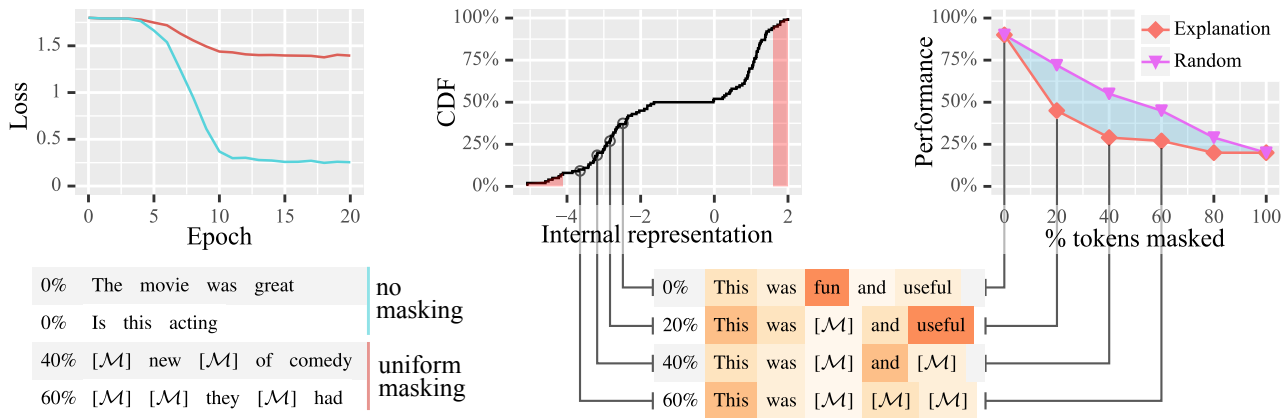 Loss
1.5
1
0.5
0
0 5 10 15 20
Epoch
CDF
100%
75%
50%
25%
0%
−4 −2 0 2
Internal representation
Performance
100%
75%
50%
25%
0%
0 20 40 60 80 100
% tokens masked
Explanation
Random
0% The movie was great
0% Is this acting
no
masking
40% [ℳ] new [ℳ] of comedy
60% [ℳ] [ℳ] they [ℳ] had
uniform
masking
0% This was fun and useful
20% This was [ℳ] and useful
40% This was [ℳ] and [ℳ]
60% This was [ℳ] [ℳ] [ℳ]